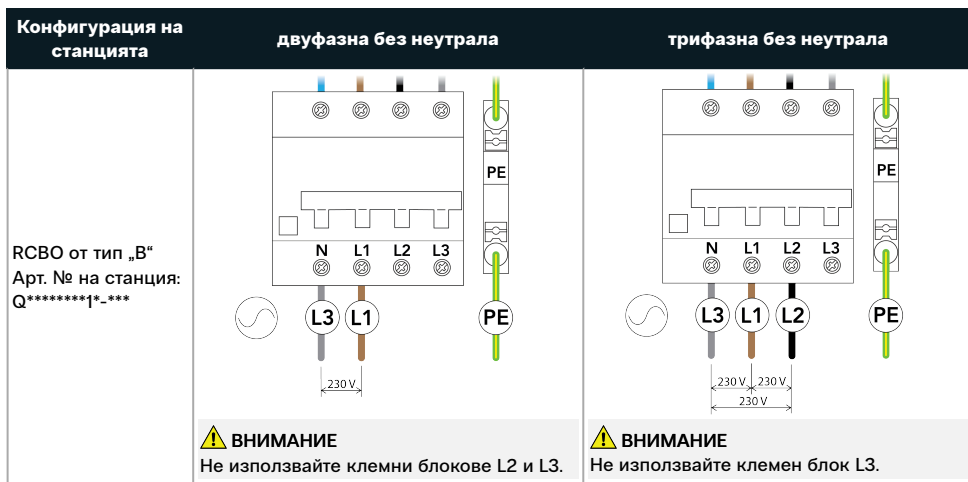 Конфигурация на
станцията
двуфазна без неутрала
трифазна без неутрала
RCBO от тип „B“
Арт. № на станция:
Q********1*-***
PE
N L1 L2 L3
L3 L1 PE
230 V
ВНИМАНИЕ
Не използвайте клемни блокове L2 и L3.
PE
N L1 L2 L3
L3 L1 L2 PE
230 V 230 V
230 V
ВНИМАНИЕ
Не използвайте клемен блок L3.